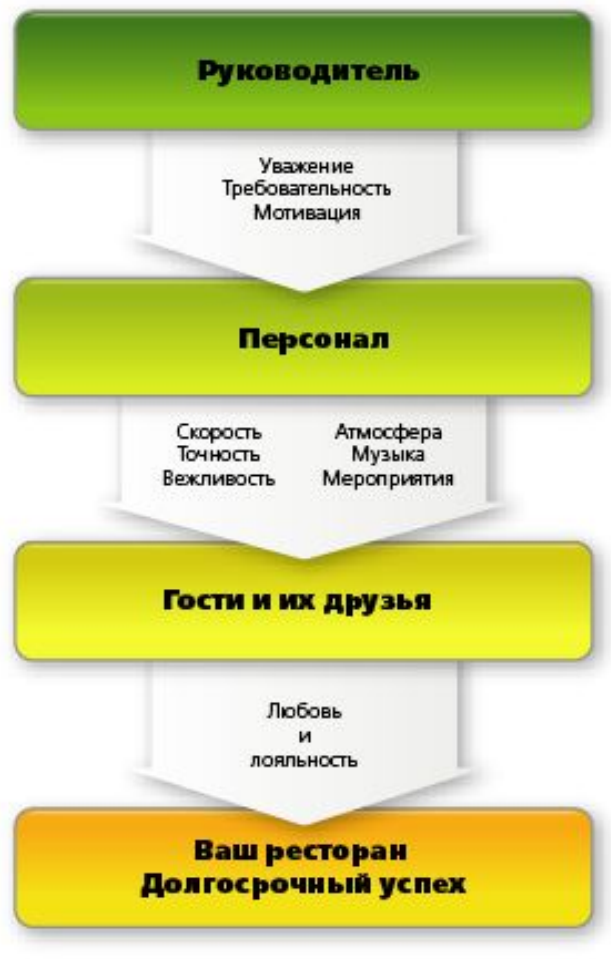 Руководитель
Уважение
Требовательность
Мотивация
Персонал
Скорость
Точность
Вежливость
Атмосфера
Музыка
Мероприятия
Гости и их друзья
Любовь
и
лояльность
Ваш ресторан
Долгосрочный успех